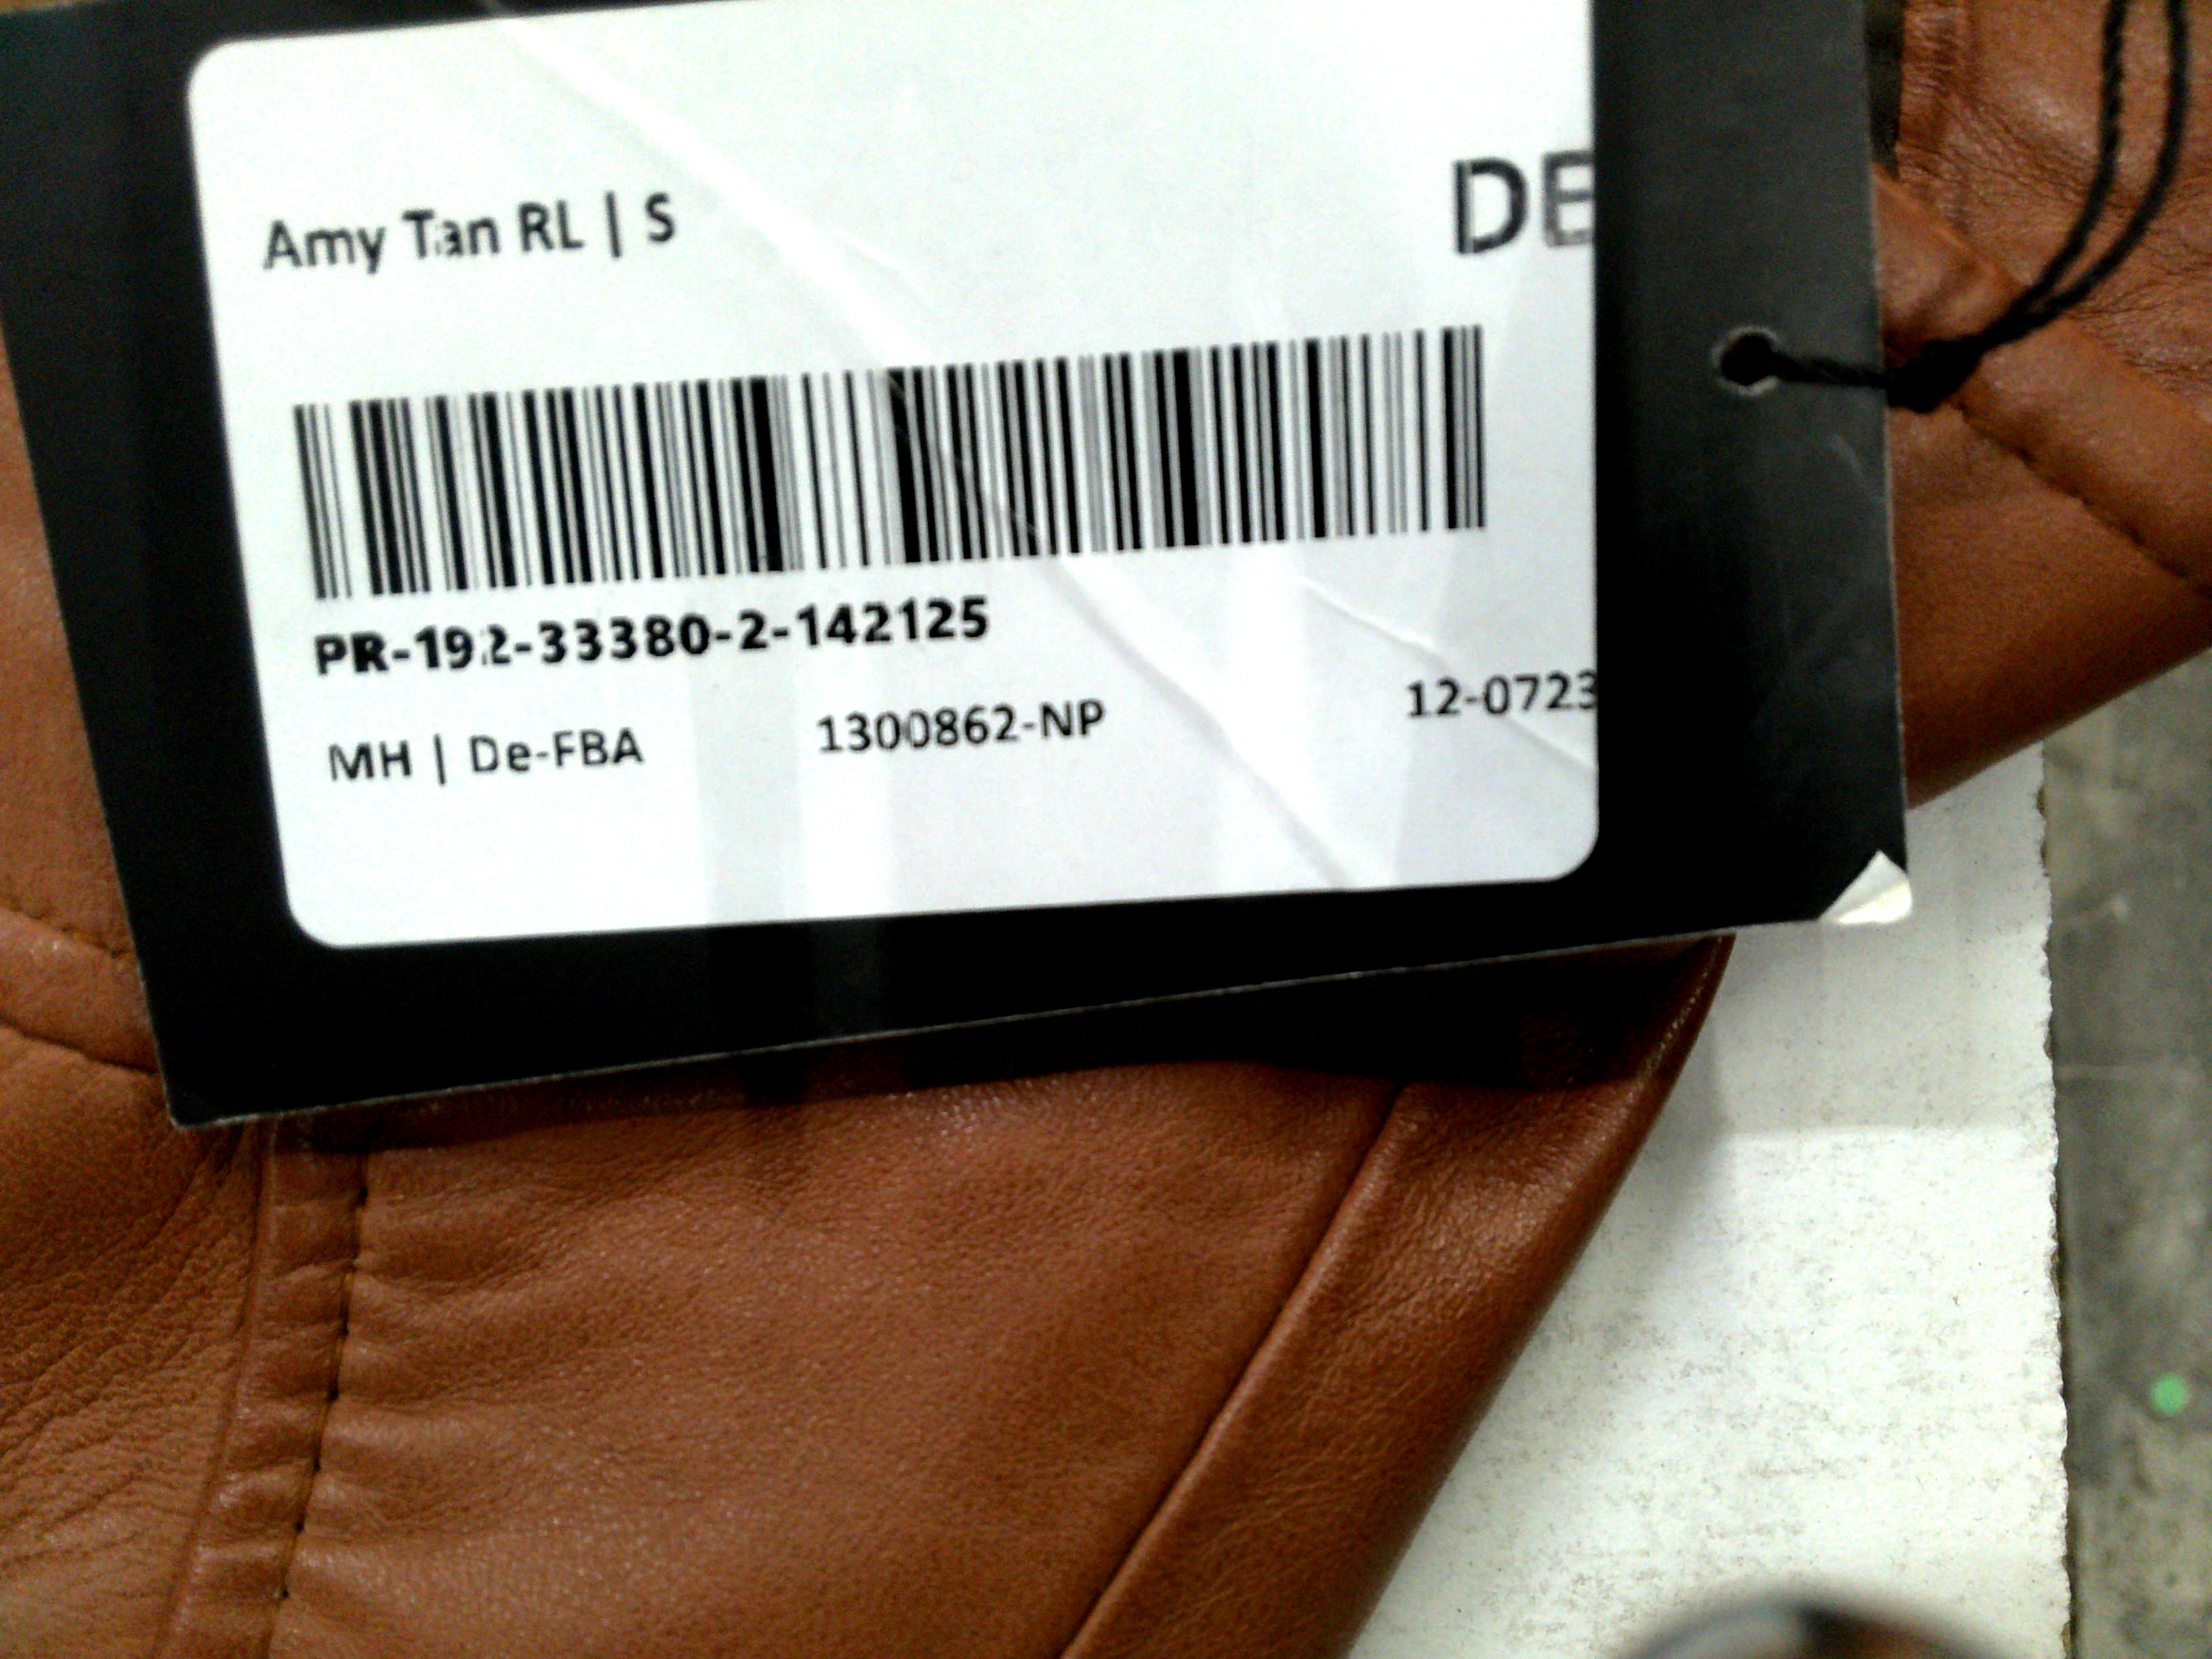 Amy Tan RL | S
DE
PR-192-33380-2-142125
MH | De-FBA 1300862-NP 12-0723